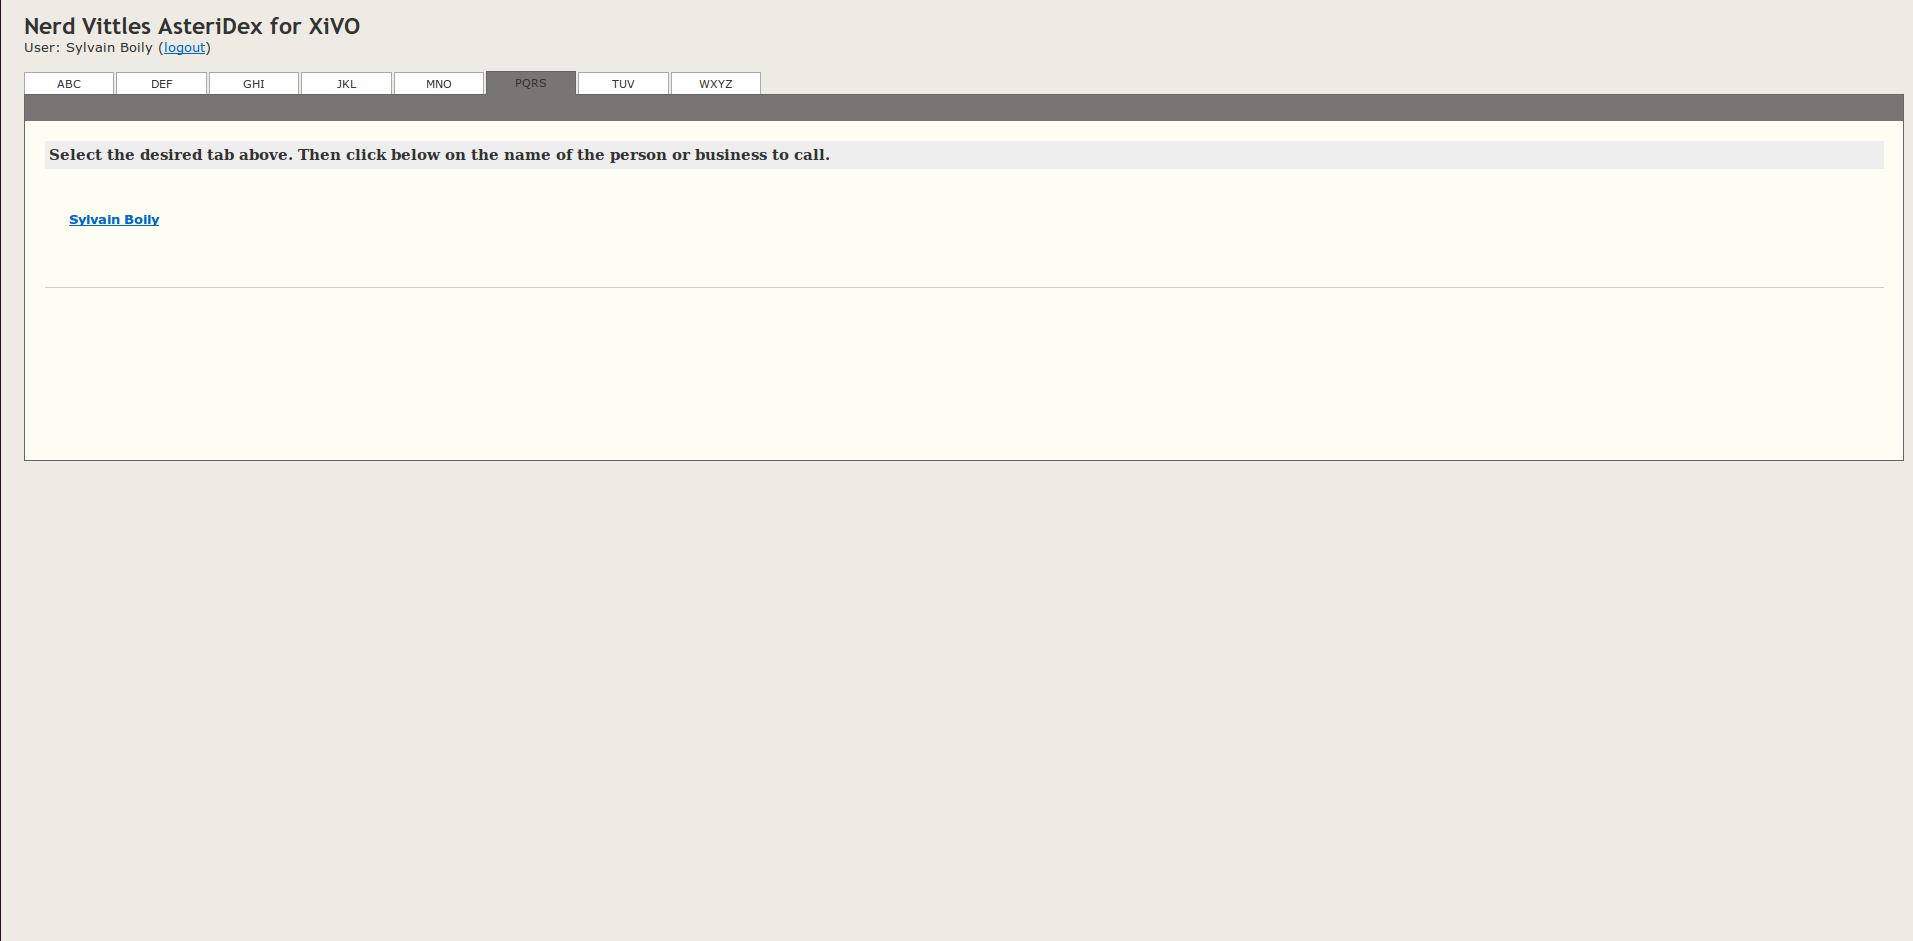 Nerd Vittles AsteriDex for XiVO
User: Sylvain Boily (logout)
ABC DEF GHI JKL MNO PQRS TUV WXYZ
Select the desired tab above. Then click below on the name of the person or business to call.
Sylvain Boily